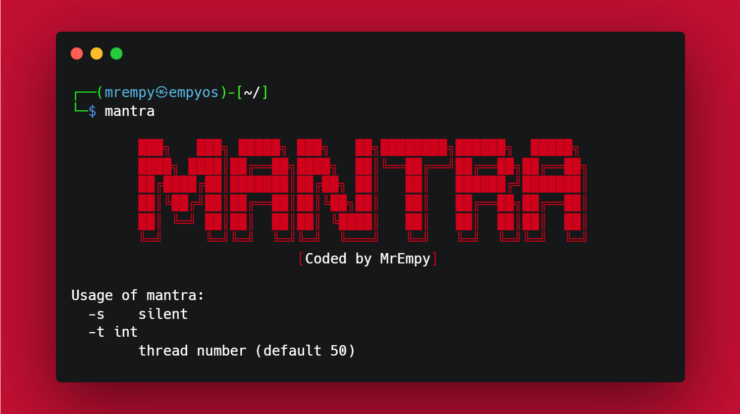 ┌──(mrempy㉿empyos)-[~/]
└─$ mantra
MANTRA
[Coded by MrEmpy]
Usage of mantra:
-s    silent
-t int
thread number (default 50)